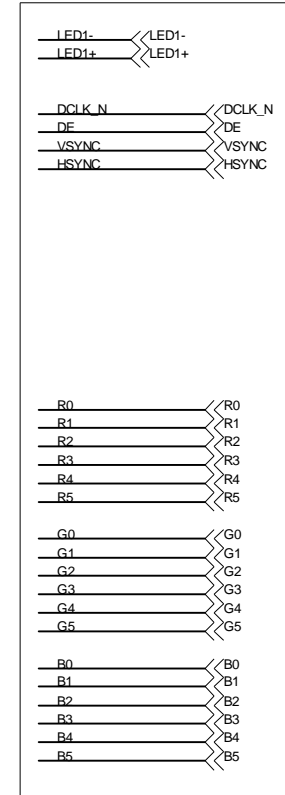 LED1- LED1-
LED1+ LED1+
DCLK_N DCLK_N
DE DE
VSYNC VSYNC
HSYNC HSYNC
R0 R0
R1 R1
R2 R2
R3 R3
R4 R4
R5 R5
G0 G0
G1 G1
G2 G2
G3 G3
G4 G4
G5 G5
B0 B0
B1 B1
B2 B2
B3 B3
B4 B4
B5 B5